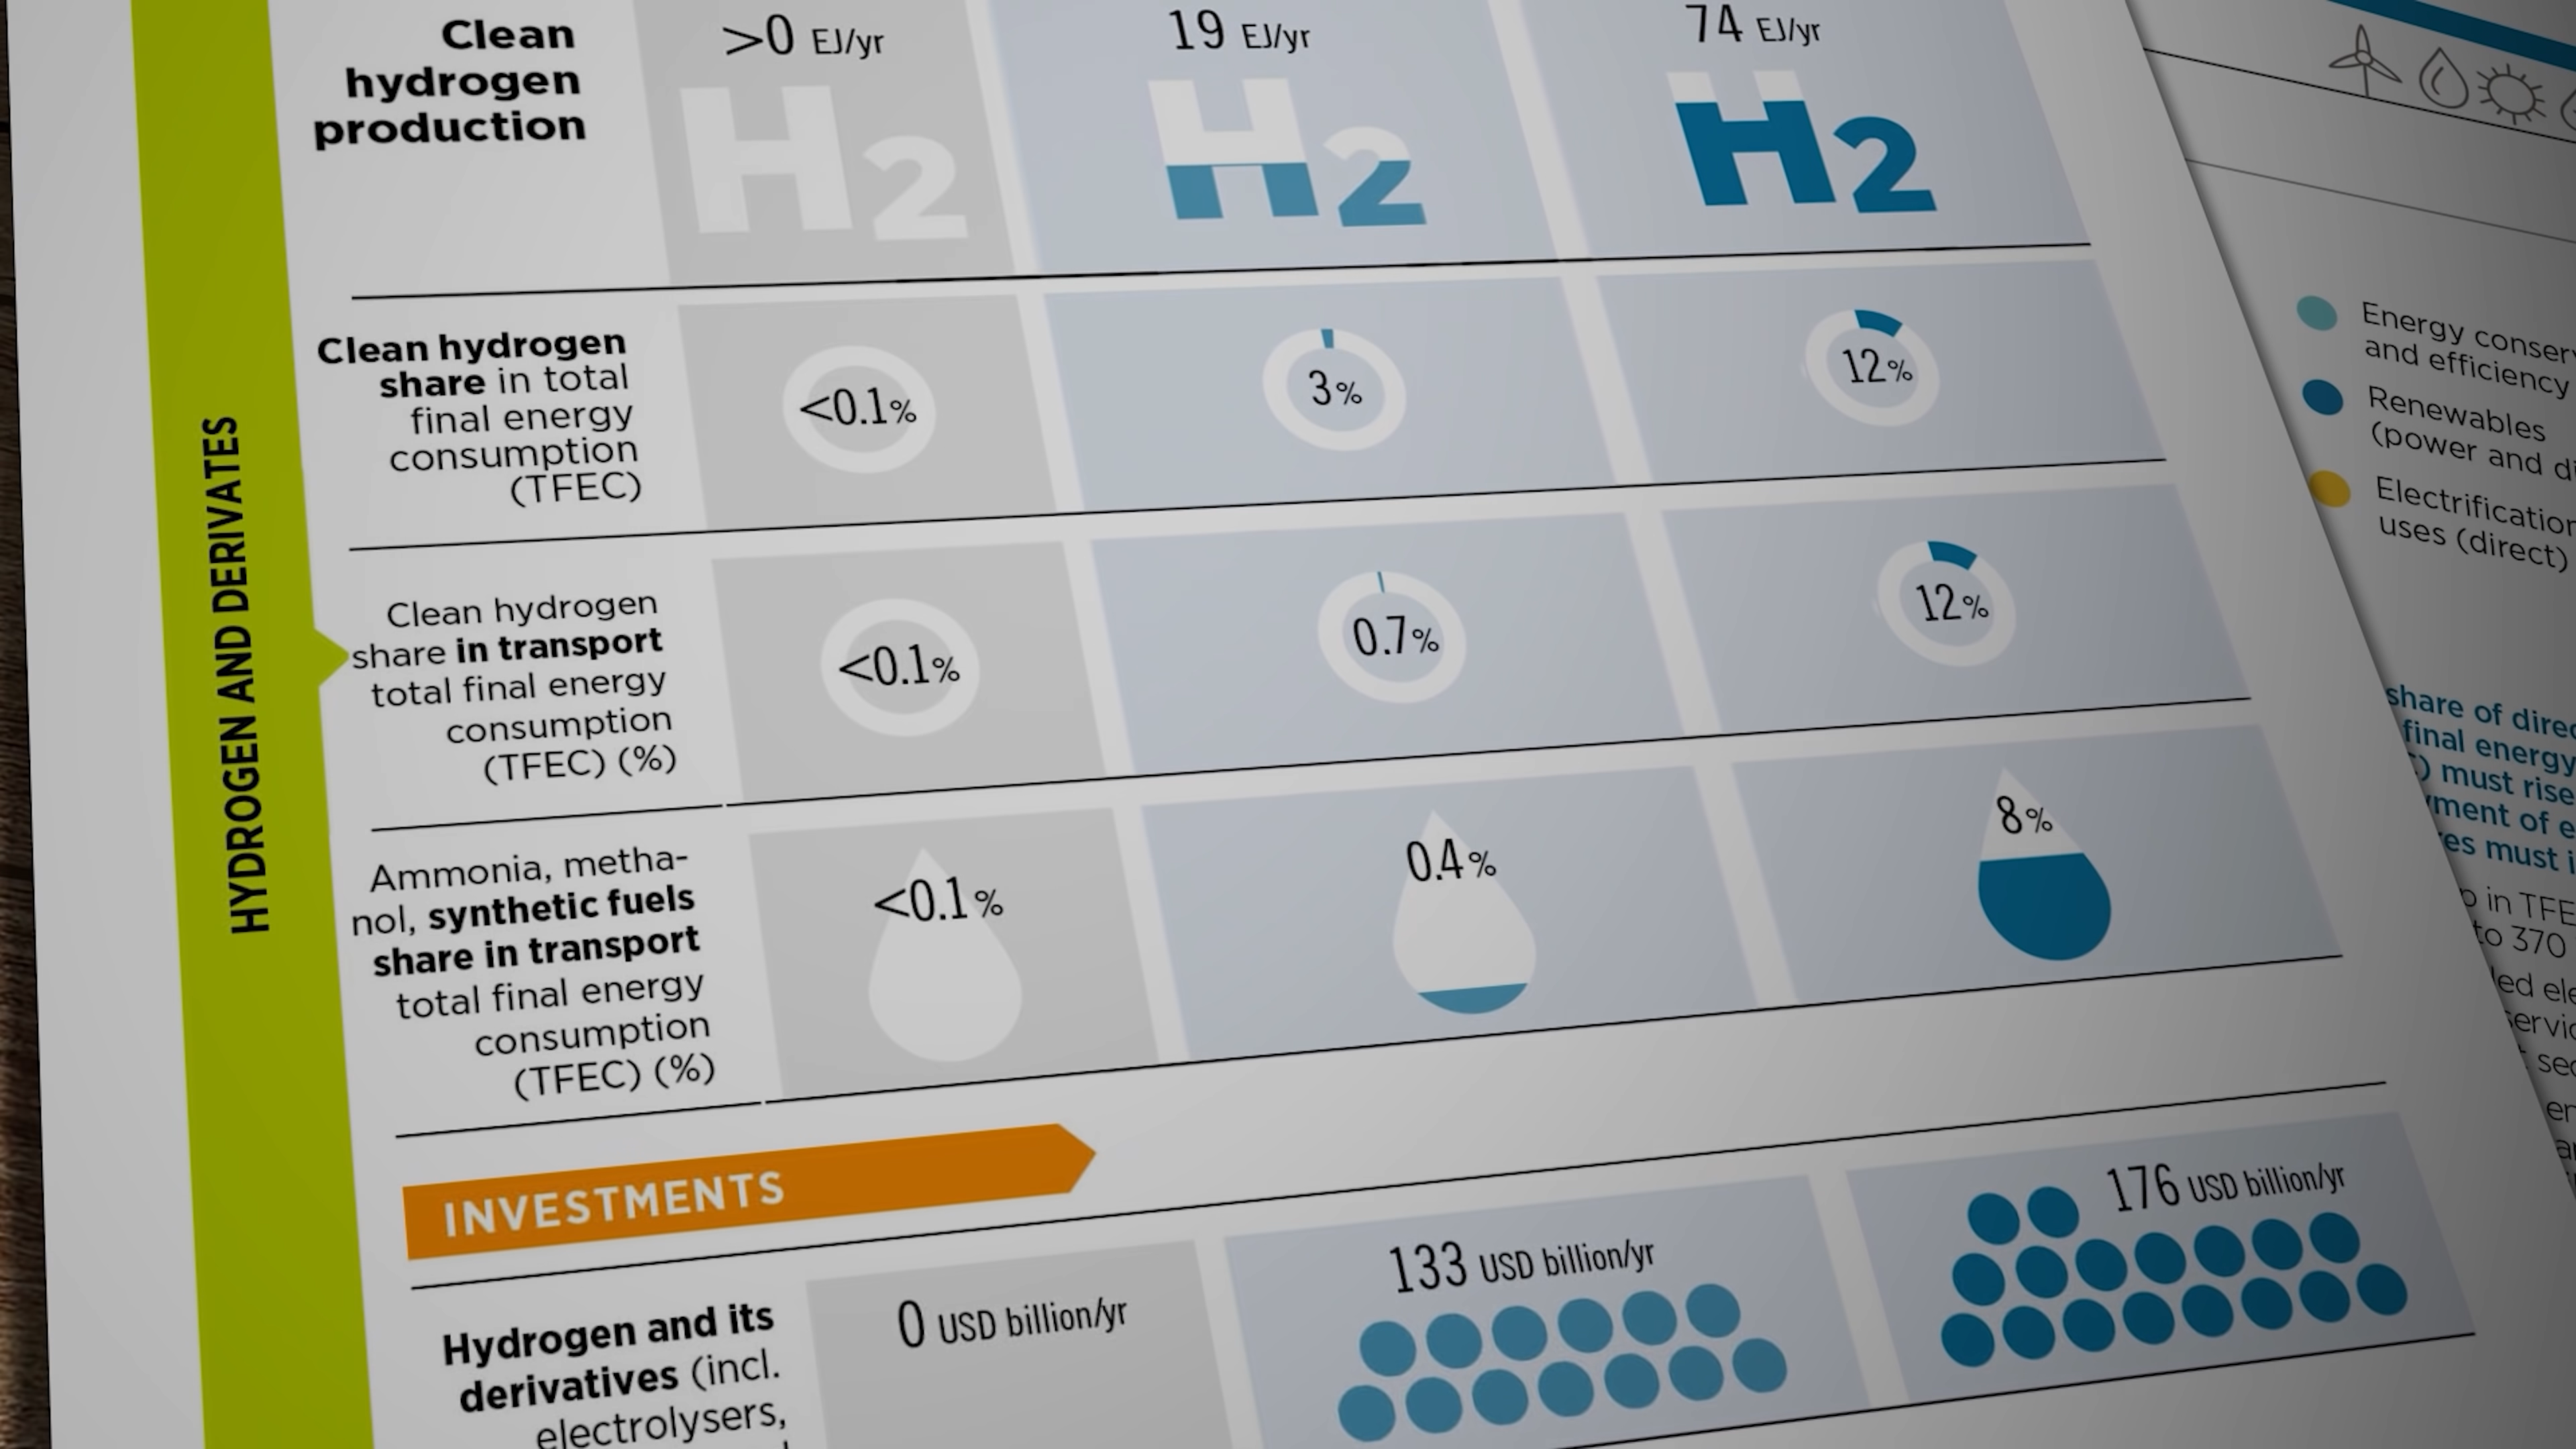 HYDROGEN AND DERIVATES
Clean
hydrogen
production
>0 EJ/yr
19 EJ/yr
74 EJ/yr
H2
H2
H2
Clean hydrogen
share in total
final energy
consumption
(TFEC)
<0.1%
3%
12%
Clean hydrogen
share in transport
total final energy
consumption
(TFEC) (%)
<0.1%
0.7%
12%
Ammonia, metha-
nol, synthetic fuels
share in transport
total final energy
consumption
(TFEC) (%)
<0.1%
0.4%
8%
INVESTMENTS
Hydrogen and its
derivatives (incl.
electrolysers,
0 USD billion/yr
133 USD billion/yr
176 USD billion/yr
Energy
and efficiency
Renewables
(power and
Electrification
uses (direct)
share of
final energy
must rise
of
must
in
to 370